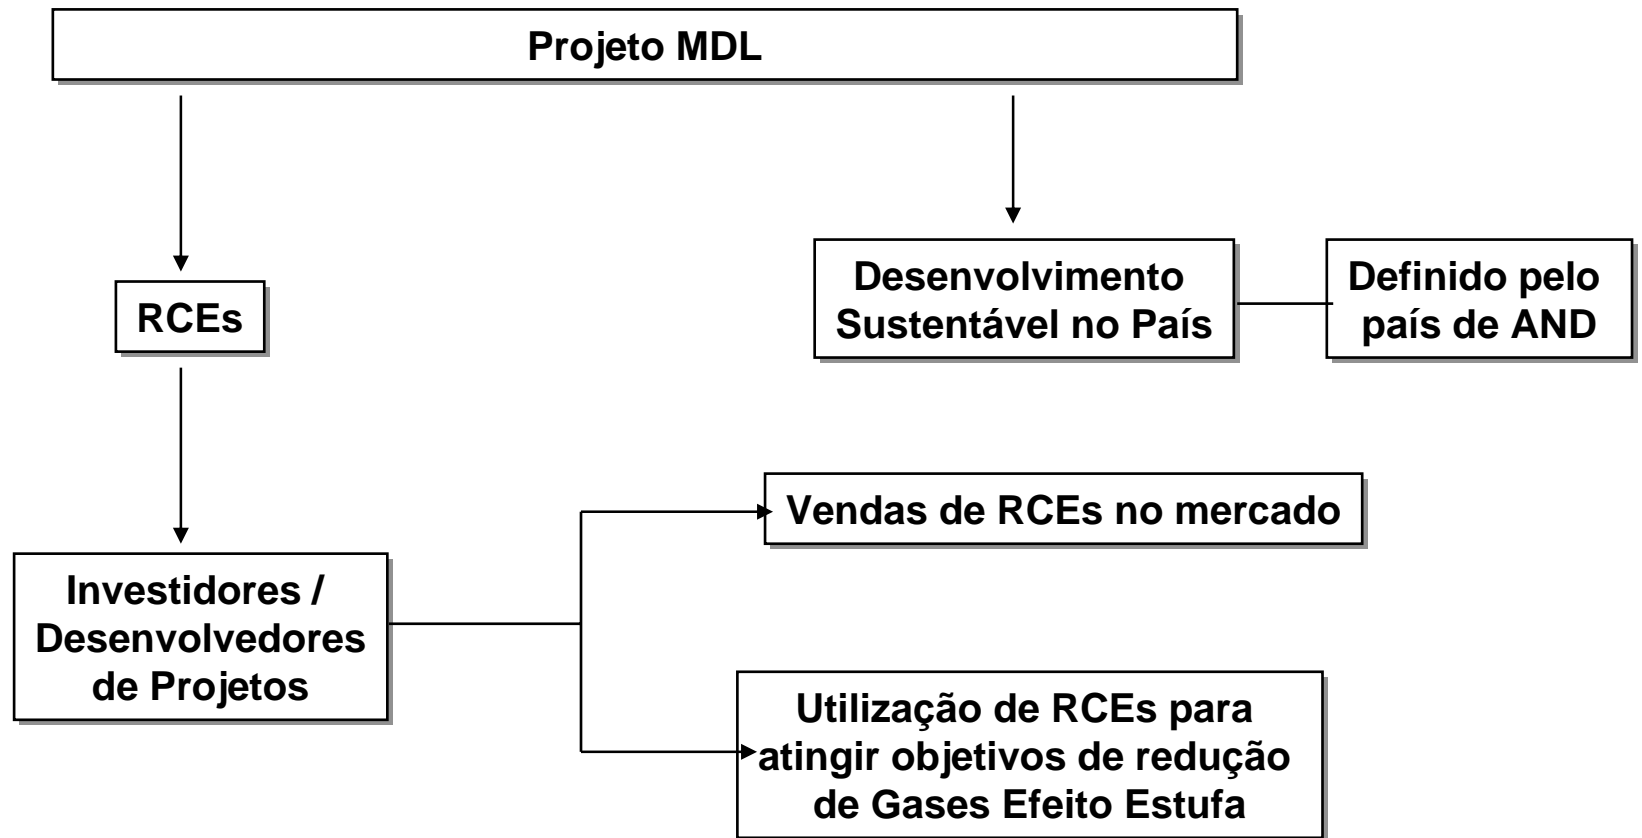 Projeto MDL
RCEs
Desenvolvimento
Sustentável no País
Definido pelo
país de AND
Investidores /
Desenvolvedores
de Projetos
Vendas de RCEs no mercado
Utilização de RCEs para
atingir objetivos de redução
de Gases Efeito Estufa